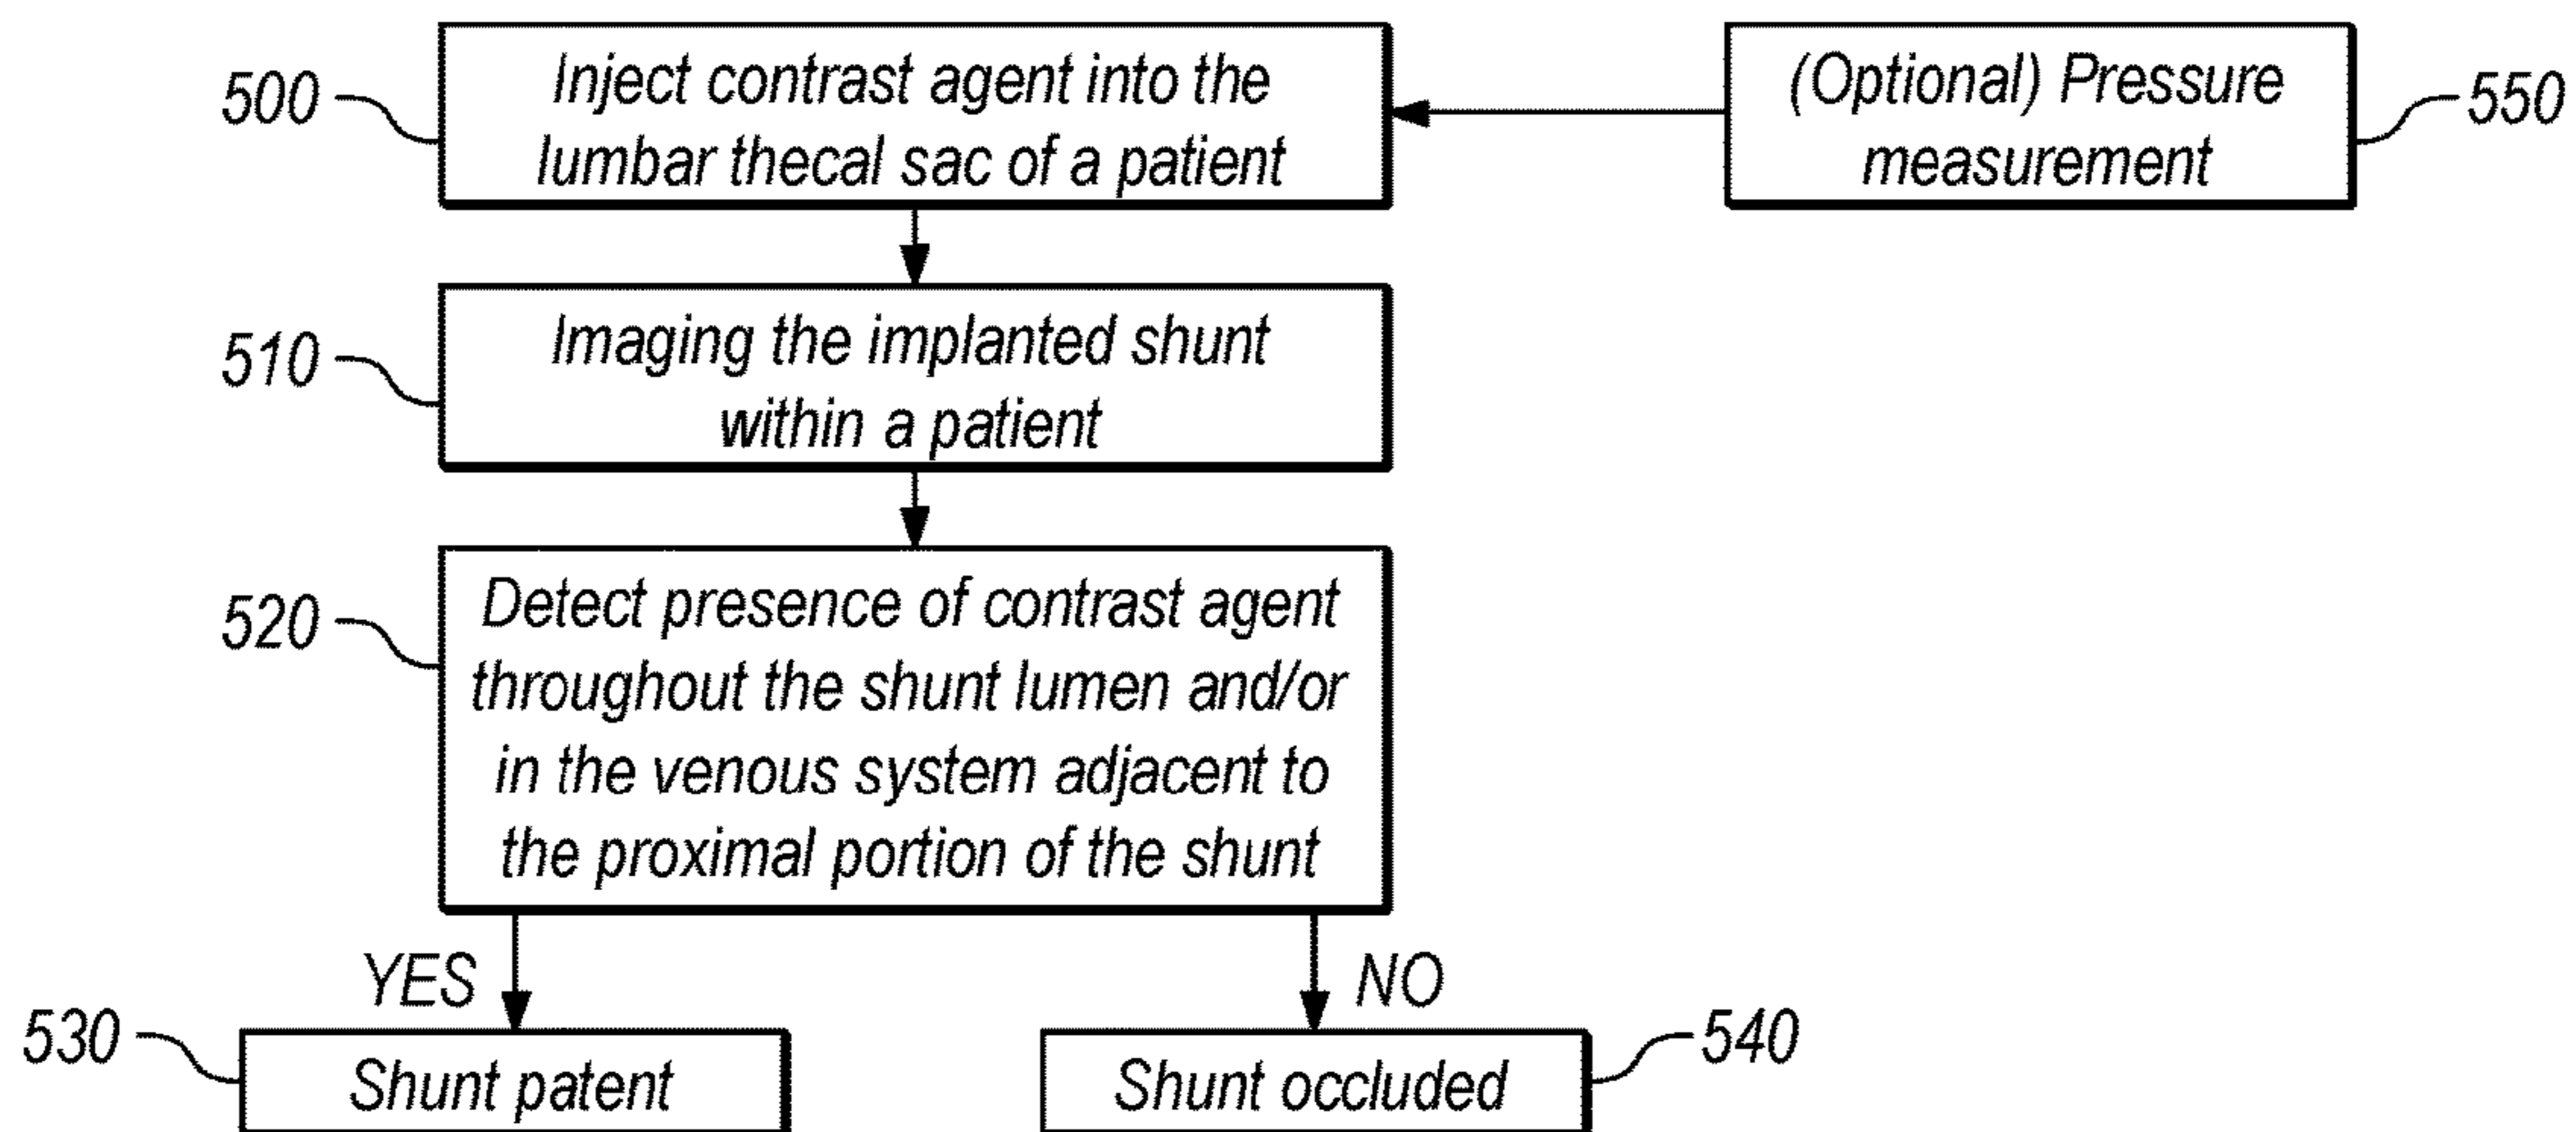 500
Inject contrast agent into the
lumbar thecal sac of a patient
(Optional) Pressure
measurement
550
510
Imaging the implanted shunt
within a patient
520
Detect presence of contrast agent
throughout the shunt lumen and/or
in the venous system adjacent to
the proximal portion of the shunt
YES
NO
530
Shunt patent
Shunt occluded
540